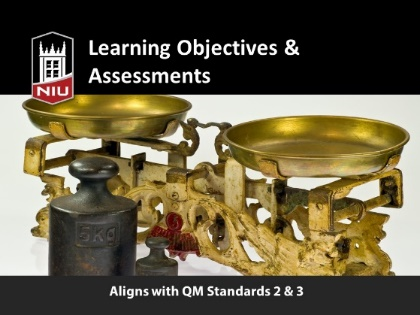 NIU
Learning Objectives &
Assessments
5KG
Aligns with QM Standards 2 & 3